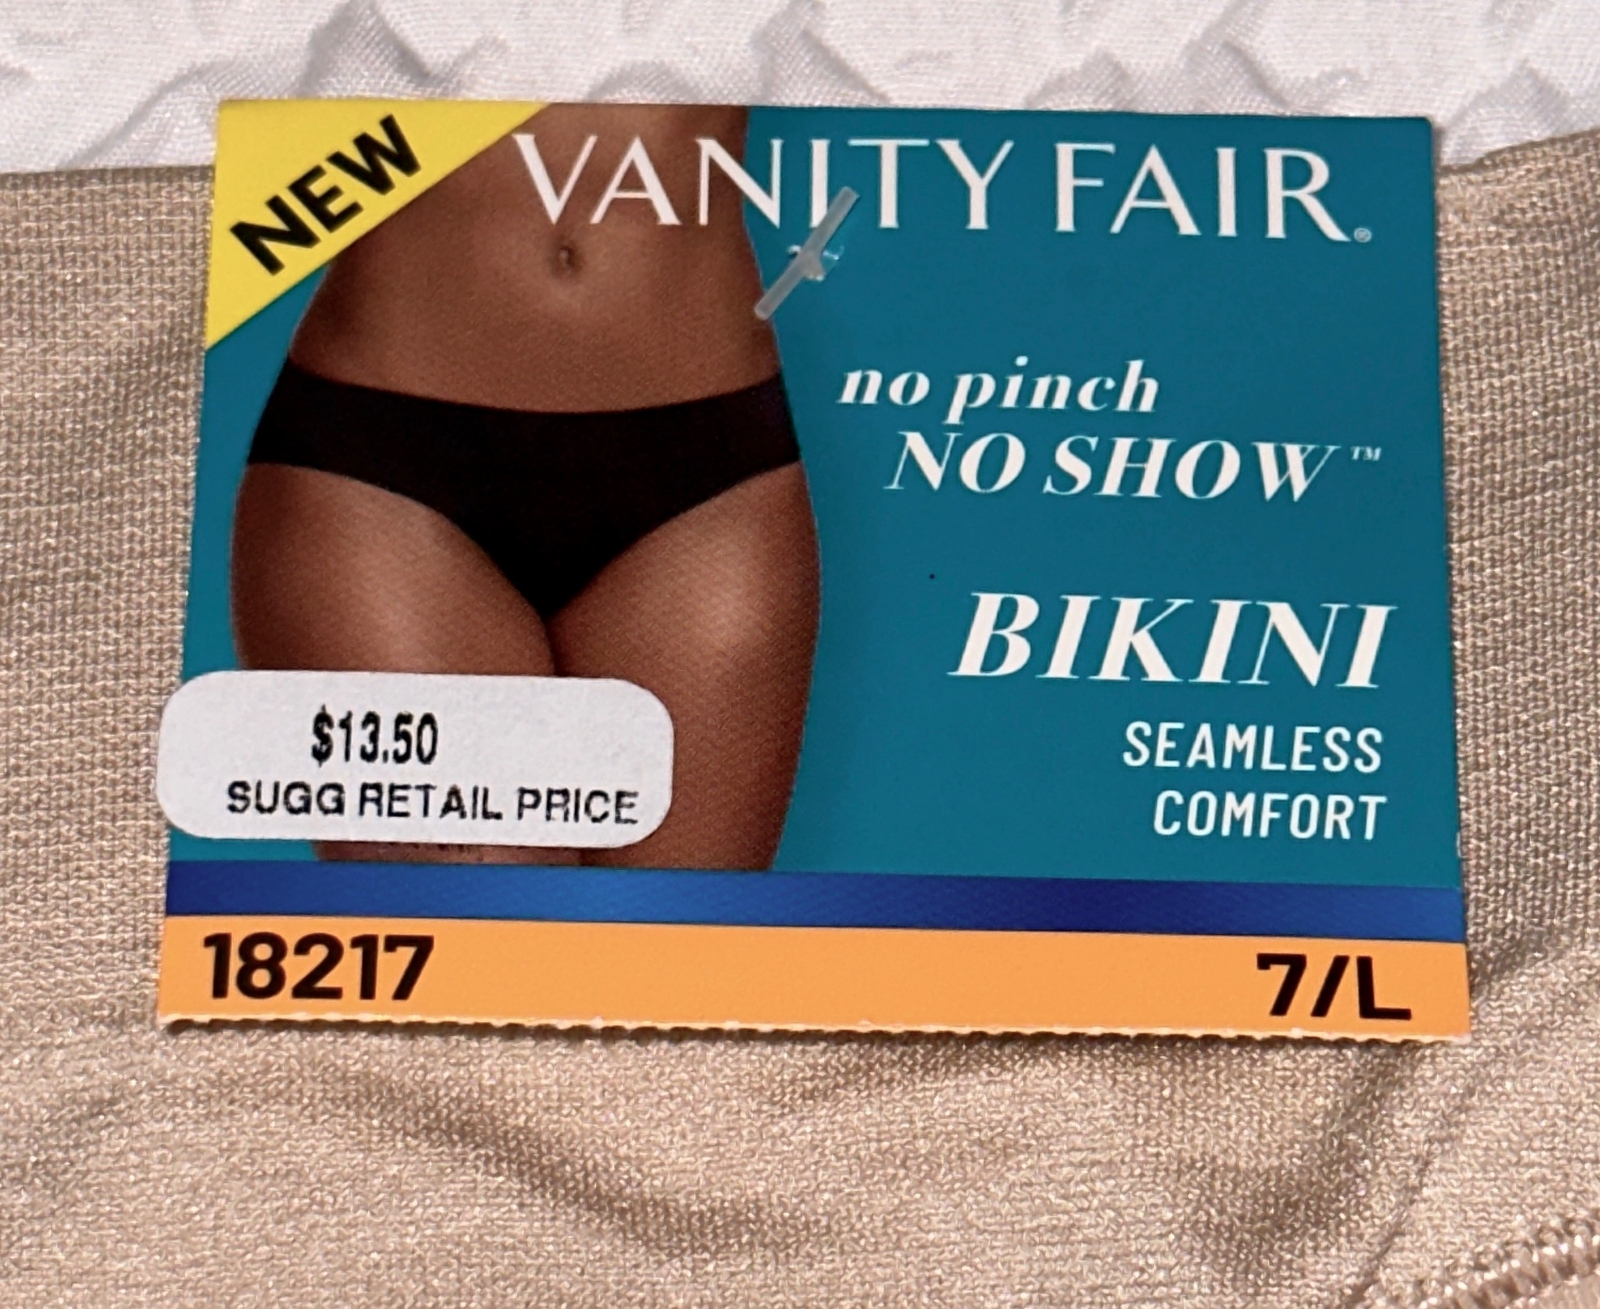 NEW
VANITY FAIR®
no pinch
NO SHOW™
BIKINI
SEAMLESS
COMFORT
$13.50
SUGG RETAIL PRICE
18217
7/L